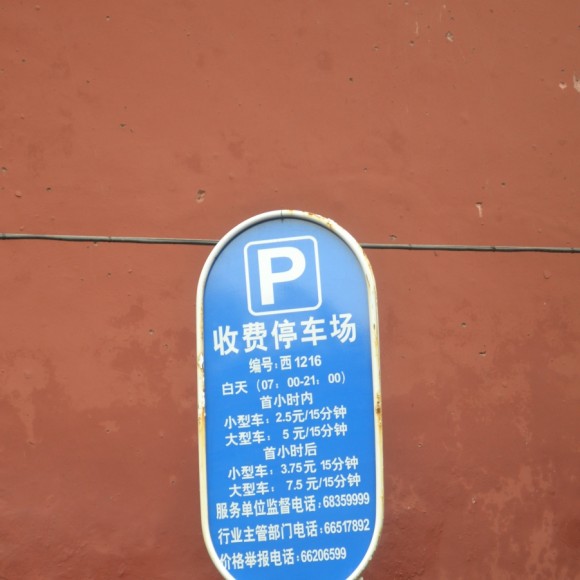 P
收费停车场
编号:西1216
白天（07：00-21：00）
首小时内
小型车：2.5元/15分钟
大型车： 5元/15分钟
首小时后
小型车：3.75元 15分钟
大型车： 7.5元/15分钟
服务单位监督电话:68359999
行业主管部门电话:66517892
价格举报电话:66206599